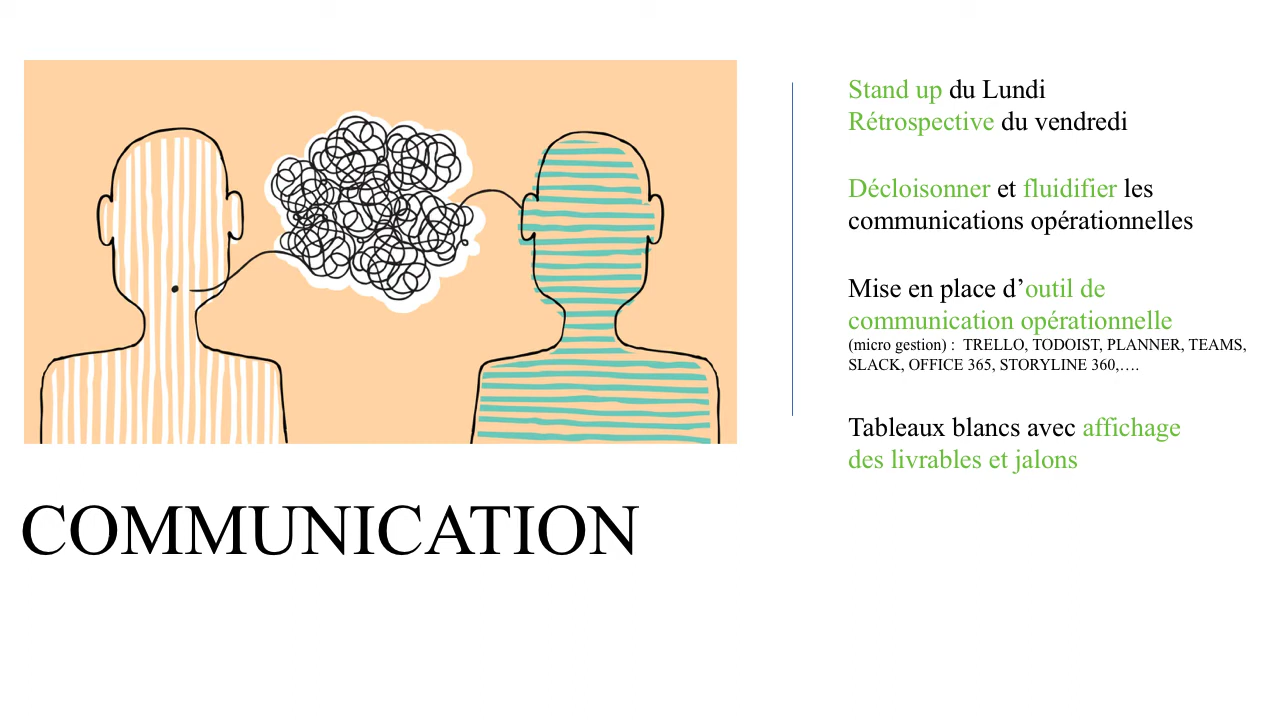 Stand up du Lundi
Rétrospective du vendredi
Décloisonner et fluidifier les
communications opérationnelles
Mise en place d’outil de
communication opérationnelle
(micro gestion) : TRELLO, TODOIST, PLANNER, TEAMS,
SLACK, OFFICE 365, STORYLINE 360,….
Tableaux blancs avec affichage
des livrables et jalons
COMMUNICATION